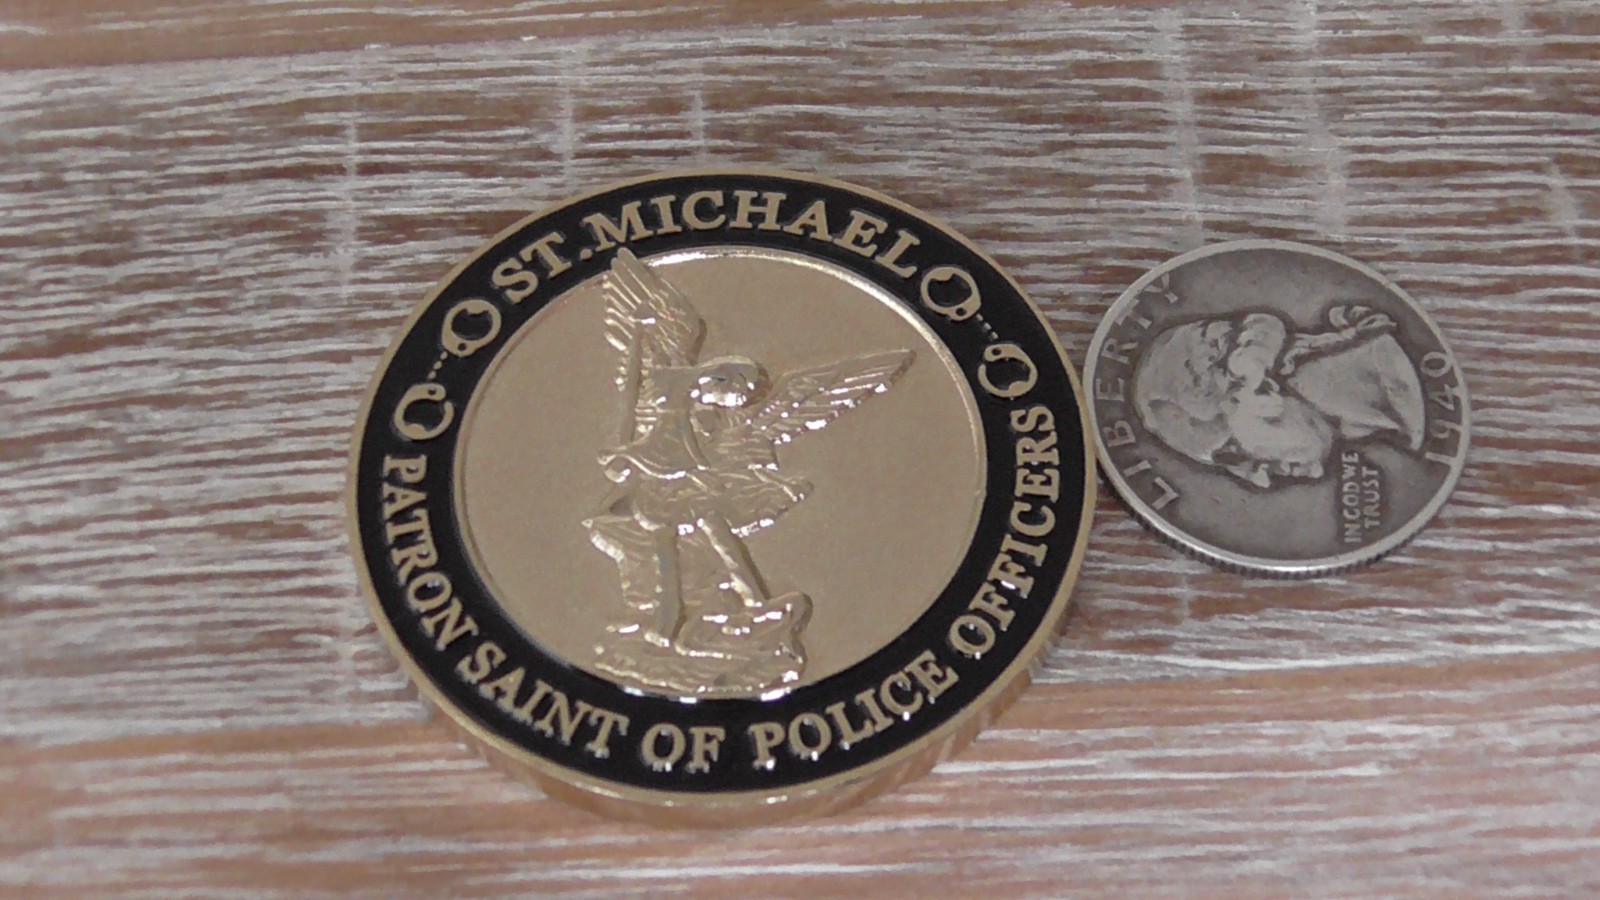 ST. MICHAEL
PATRON SAINT OF POLICE OFFICERS
LIBERTY
IN GOD WE
TRUST
1940